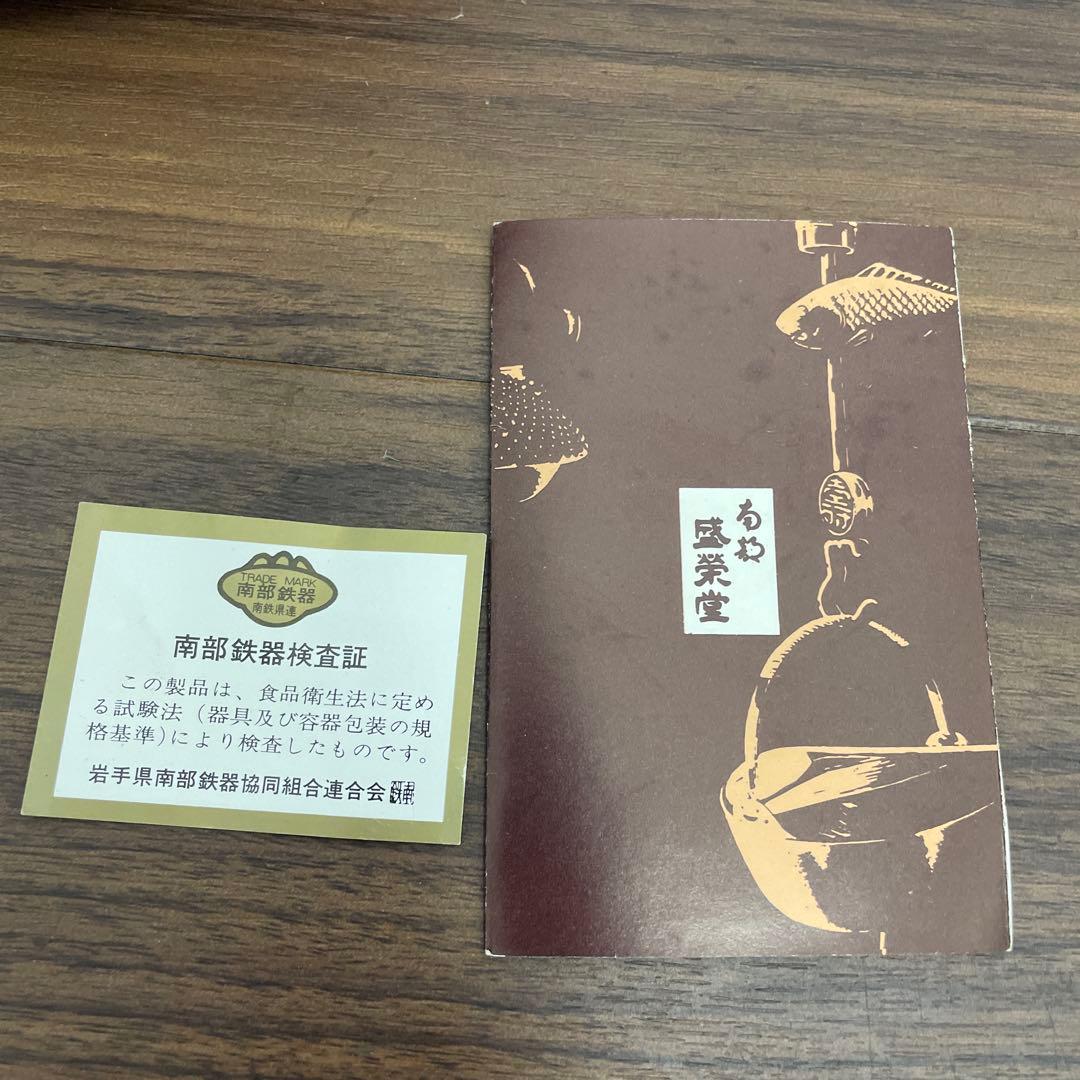 TRADE MARK
南部鉄器
南鉄県連
南部鉄器検査証
この製品は、食品衛生法に定め
る試験法(器具及び容器包装の規
格基準)により検査したものです。
岩手県南部鉄器協同組合連合会
南部
盛榮堂